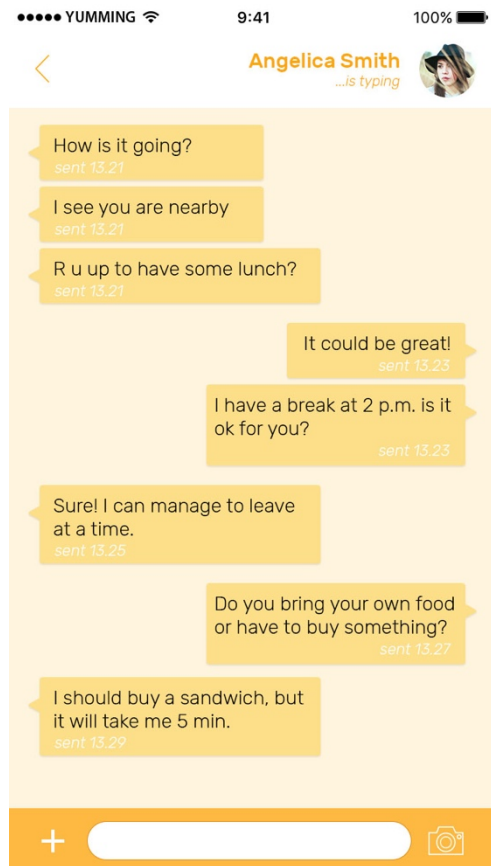 YUMMING 9:41 100%
Angelica Smith
...is typing
How is it going?
sent 13.21
I see you are nearby
sent 13.21
R u up to have some lunch?
sent 13.21
It could be great!
sent 13.23
I have a break at 2 p.m. is it
ok for you?
sent 13.23
Sure! I can manage to leave
at a time.
sent 13.25
Do you bring your own food
or have to buy something?
sent 13.27
I should buy a sandwich, but
it will take me 5 min.
sent 13.29